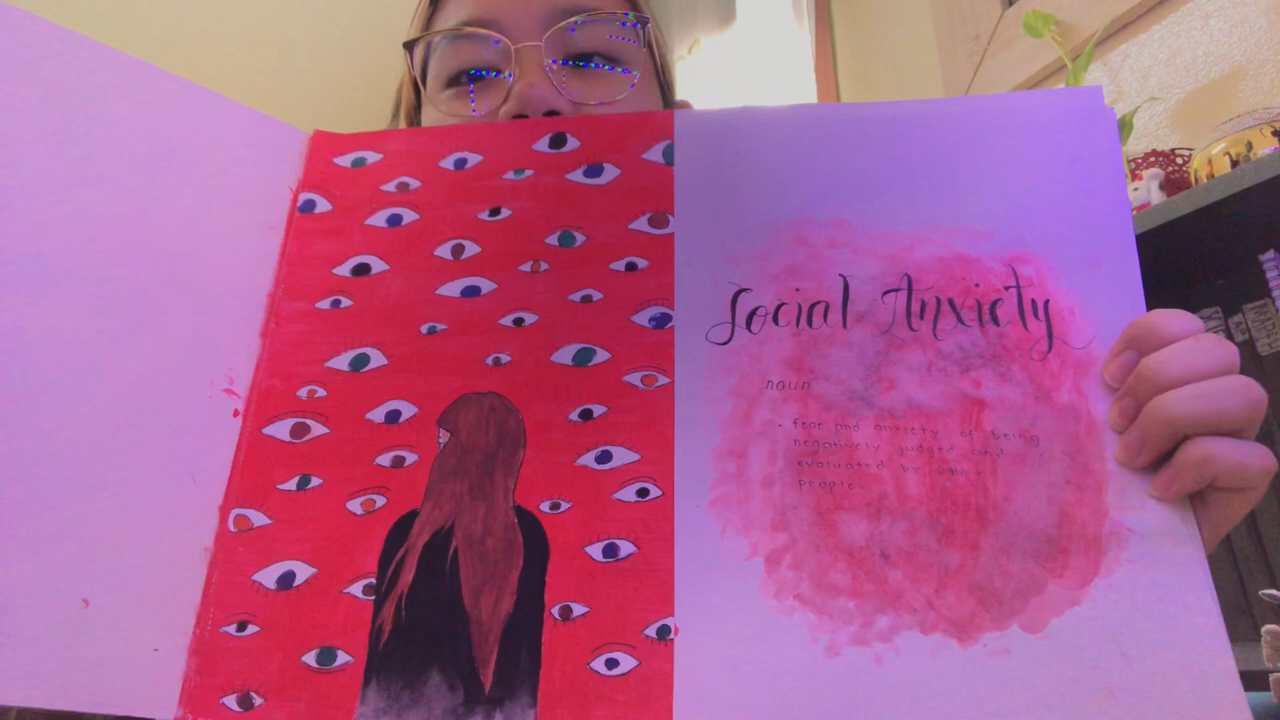 Social Anxiety
noun
- fear and anxiety of being
negatively judged and
evaluated by other
people.